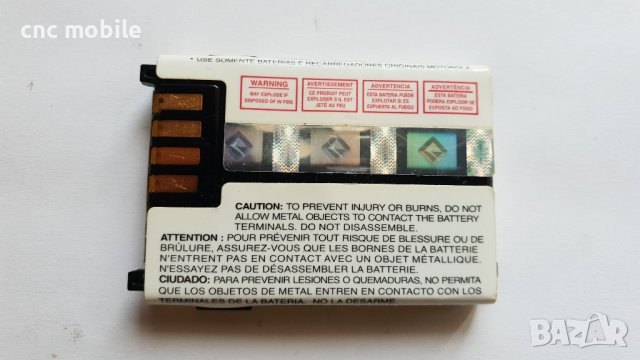 cnc mobile
• USE SOMENTE BATERIAS E RECARREGADORES ORIGINAIS MOTOROLA
WARNING
MAY EXPLODE IF
DISPOSED OF IN FIRE
AVERTISSEMENT
CE PRODUIT PEUT
EXPLOSER S'IL EST
JETÉ AU FEU
ADVERTENCIA
ESTA BATERIA PUEDE
EXPLOTAR SI ES
ECHADA AL FUEGO
ADVERTÊNCIA
ESTA BATERIA
PODERA EXPLODIR SE
EXPOSTA AO FOGO
CAUTION: TO PREVENT INJURY OR BURNS, DO NOT
ALLOW METAL OBJECTS TO CONTACT THE BATTERY
TERMINALS. DO NOT DISASSEMBLE.
ATTENTION : POUR PRÉVENIR TOUT RISQUE DE BLESSURE OU DE
BRÛLURE, ASSUREZ-VOUS QUE LES BORNES DE LA BATTERIE
N'ENTRENT PAS EN CONTACT AVEC UN OBJET MÉTALLIQUE.
N'ESSAYEZ PAS DE DÉSASSEMBLER LA BATTERIE.
CUIDADO: PARA PREVENIR LESIONES O QUEMADURAS, NO PERMITA
QUE LOS OBJETOS DE METAL ENTREN EN CONTACTO CON LOS
TERMINALES DE LA BATERIA. NO LA DESARME.
BAZAR.bg